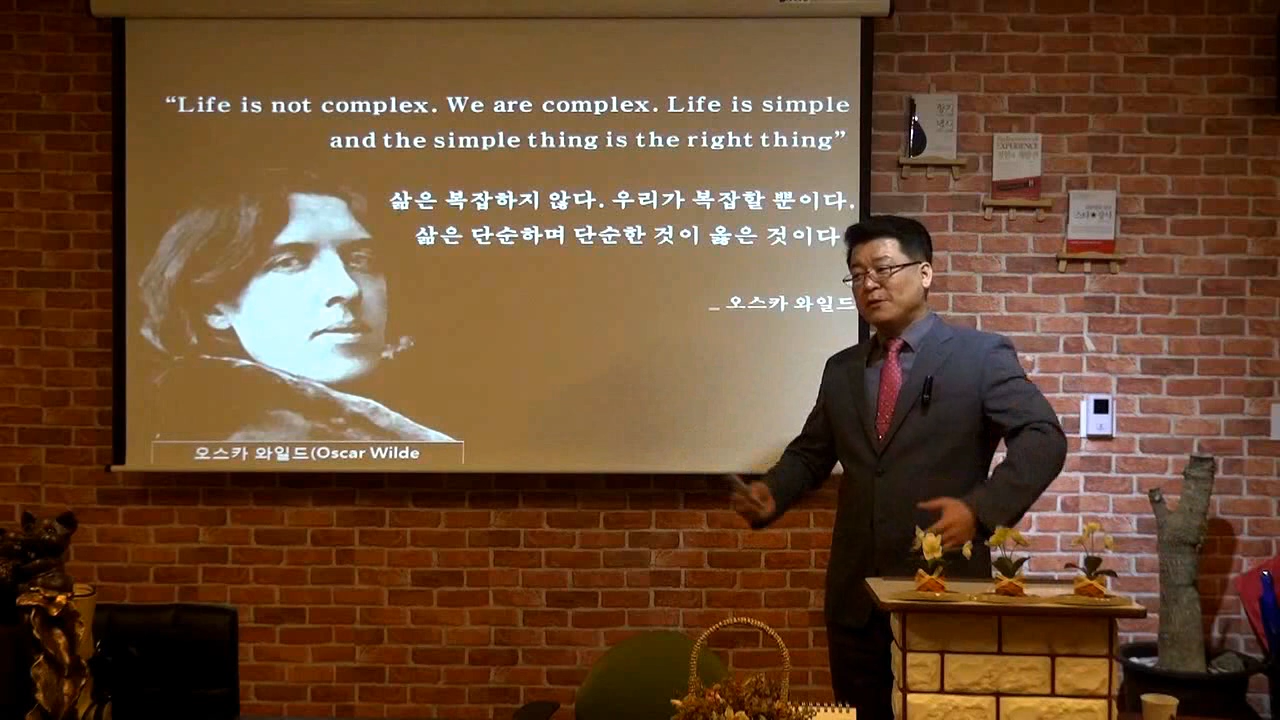 “Life is not complex. We are complex. Life is simple
and the simple thing is the right thing”
삶은 복잡하지 않다. 우리가 복잡할 뿐이다.
삶은 단순하며 단순한 것이 옳은 것이다
_ 오스카 와일드
오스카 와일드(Oscar Wilde
EXPERIENCE